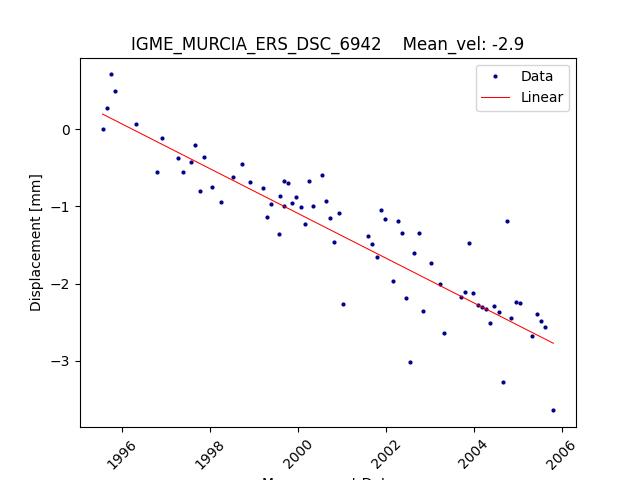 IGME_MURCIA_ERS_DSC_6942    Mean_vel: -2.9
Data
Linear
Displacement [mm]
0
−1
−2
−3
1996
1998
2000
2002
2004
2006